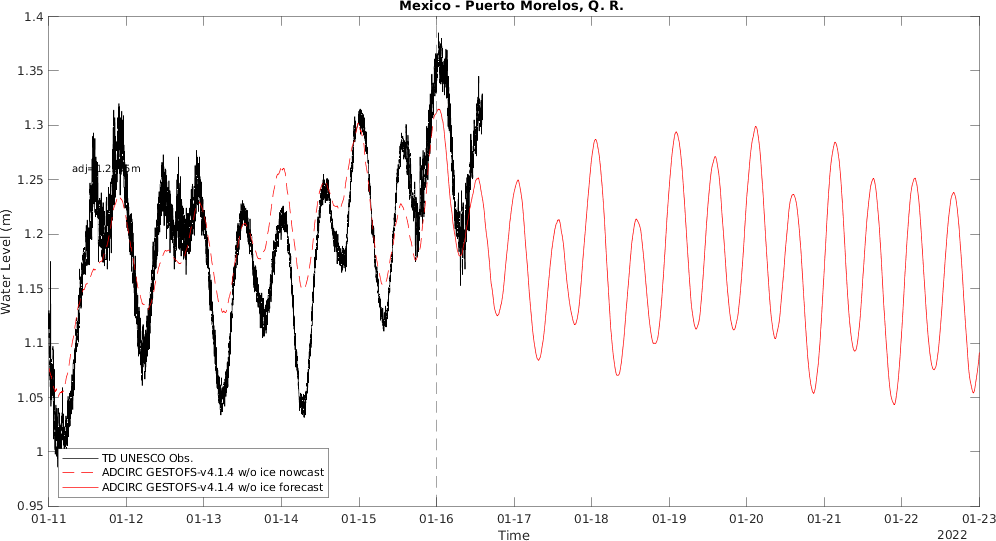 Mexico - Puerto Morelos, Q. R.
1.4
1.35
1.3
1.25
1.2
1.15
1.1
1.05
1
0.95
Water Level (m)
TD UNESCO Obs.
ADCIRC GESTOFS-v4.1.4 w/o ice nowcast
ADCIRC GESTOFS-v4.1.4 w/o ice forecast
01-11 01-12 01-13 01-14 01-15 01-16 01-17 01-18 01-19 01-20 01-21 01-22 01-23
Time
2022